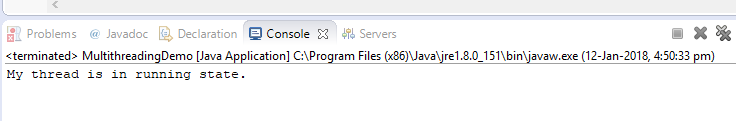 Problems @ Javadoc Declaration Console Servers
<terminated> MultithreadingDemo [Java Application] C:\Program Files (x86)\Java\jre1.8.0_151\bin\javaw.exe (12-Jan-2018, 4:50:33 pm)
My thread is in running state.